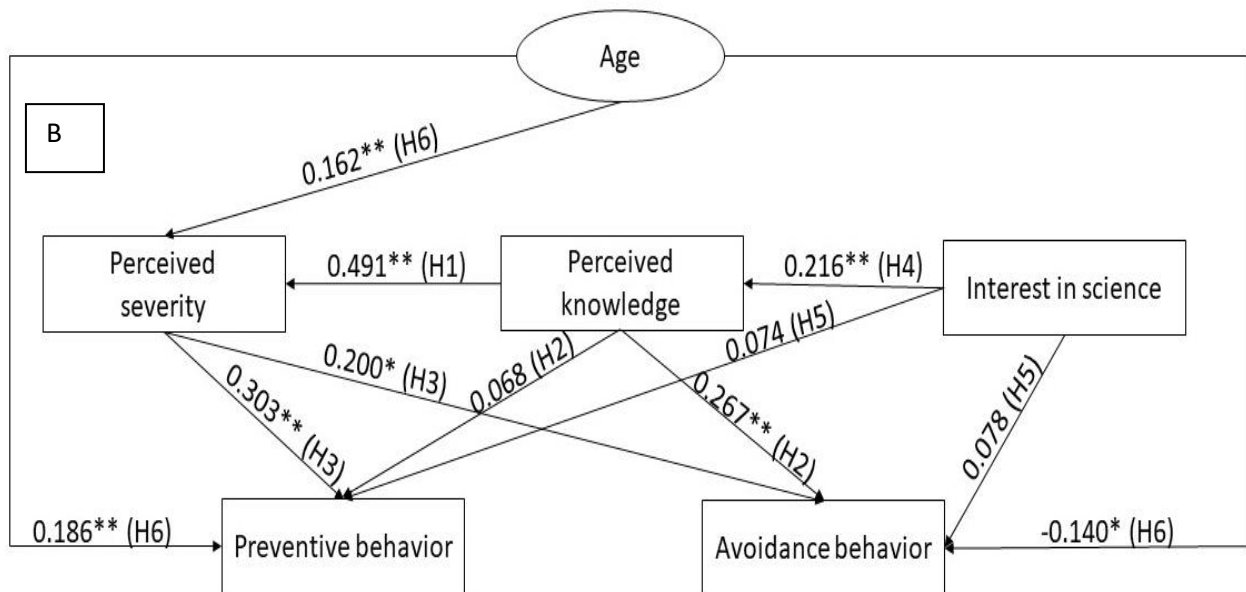 Age
B
0.162** (H6)
Perceived
severity
0.491** (H1)
Perceived
knowledge
0.216** (H4)
Interest in science
0.303** (H3)
0.200* (H3)
0.068 (H2)
0.267** (H2)
0.074 (H5)
0.078 (H5)
0.186** (H6)
Preventive behavior
Avoidance behavior
-0.140* (H6)